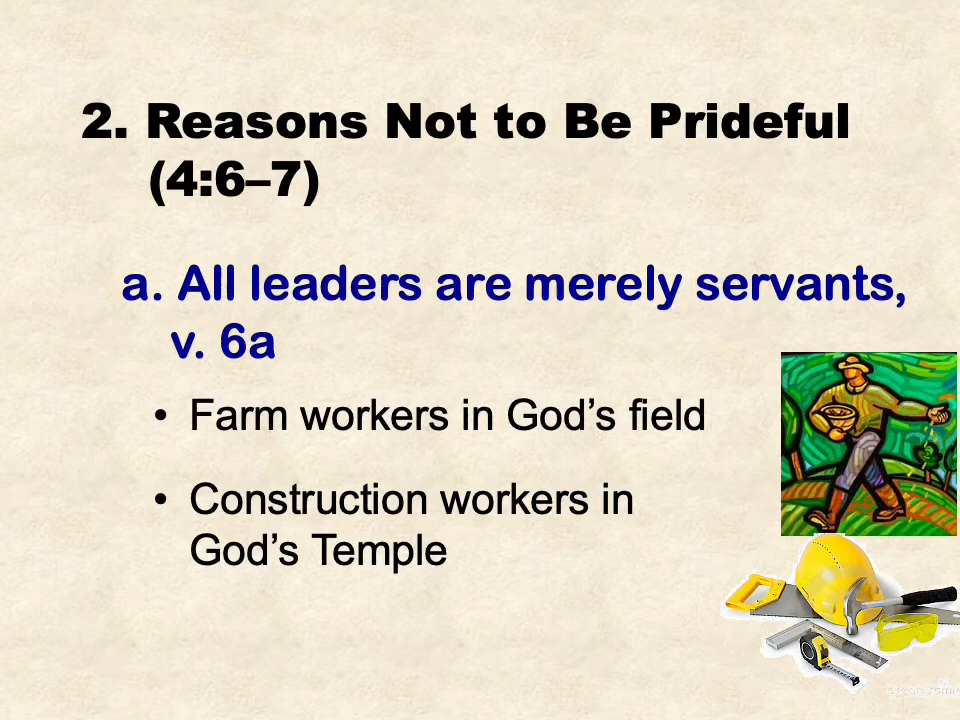 2. Reasons Not to Be Prideful
(4:6–7)
a. All leaders are merely servants,
v. 6a
• Farm workers in God’s field
• Construction workers in
God’s Temple